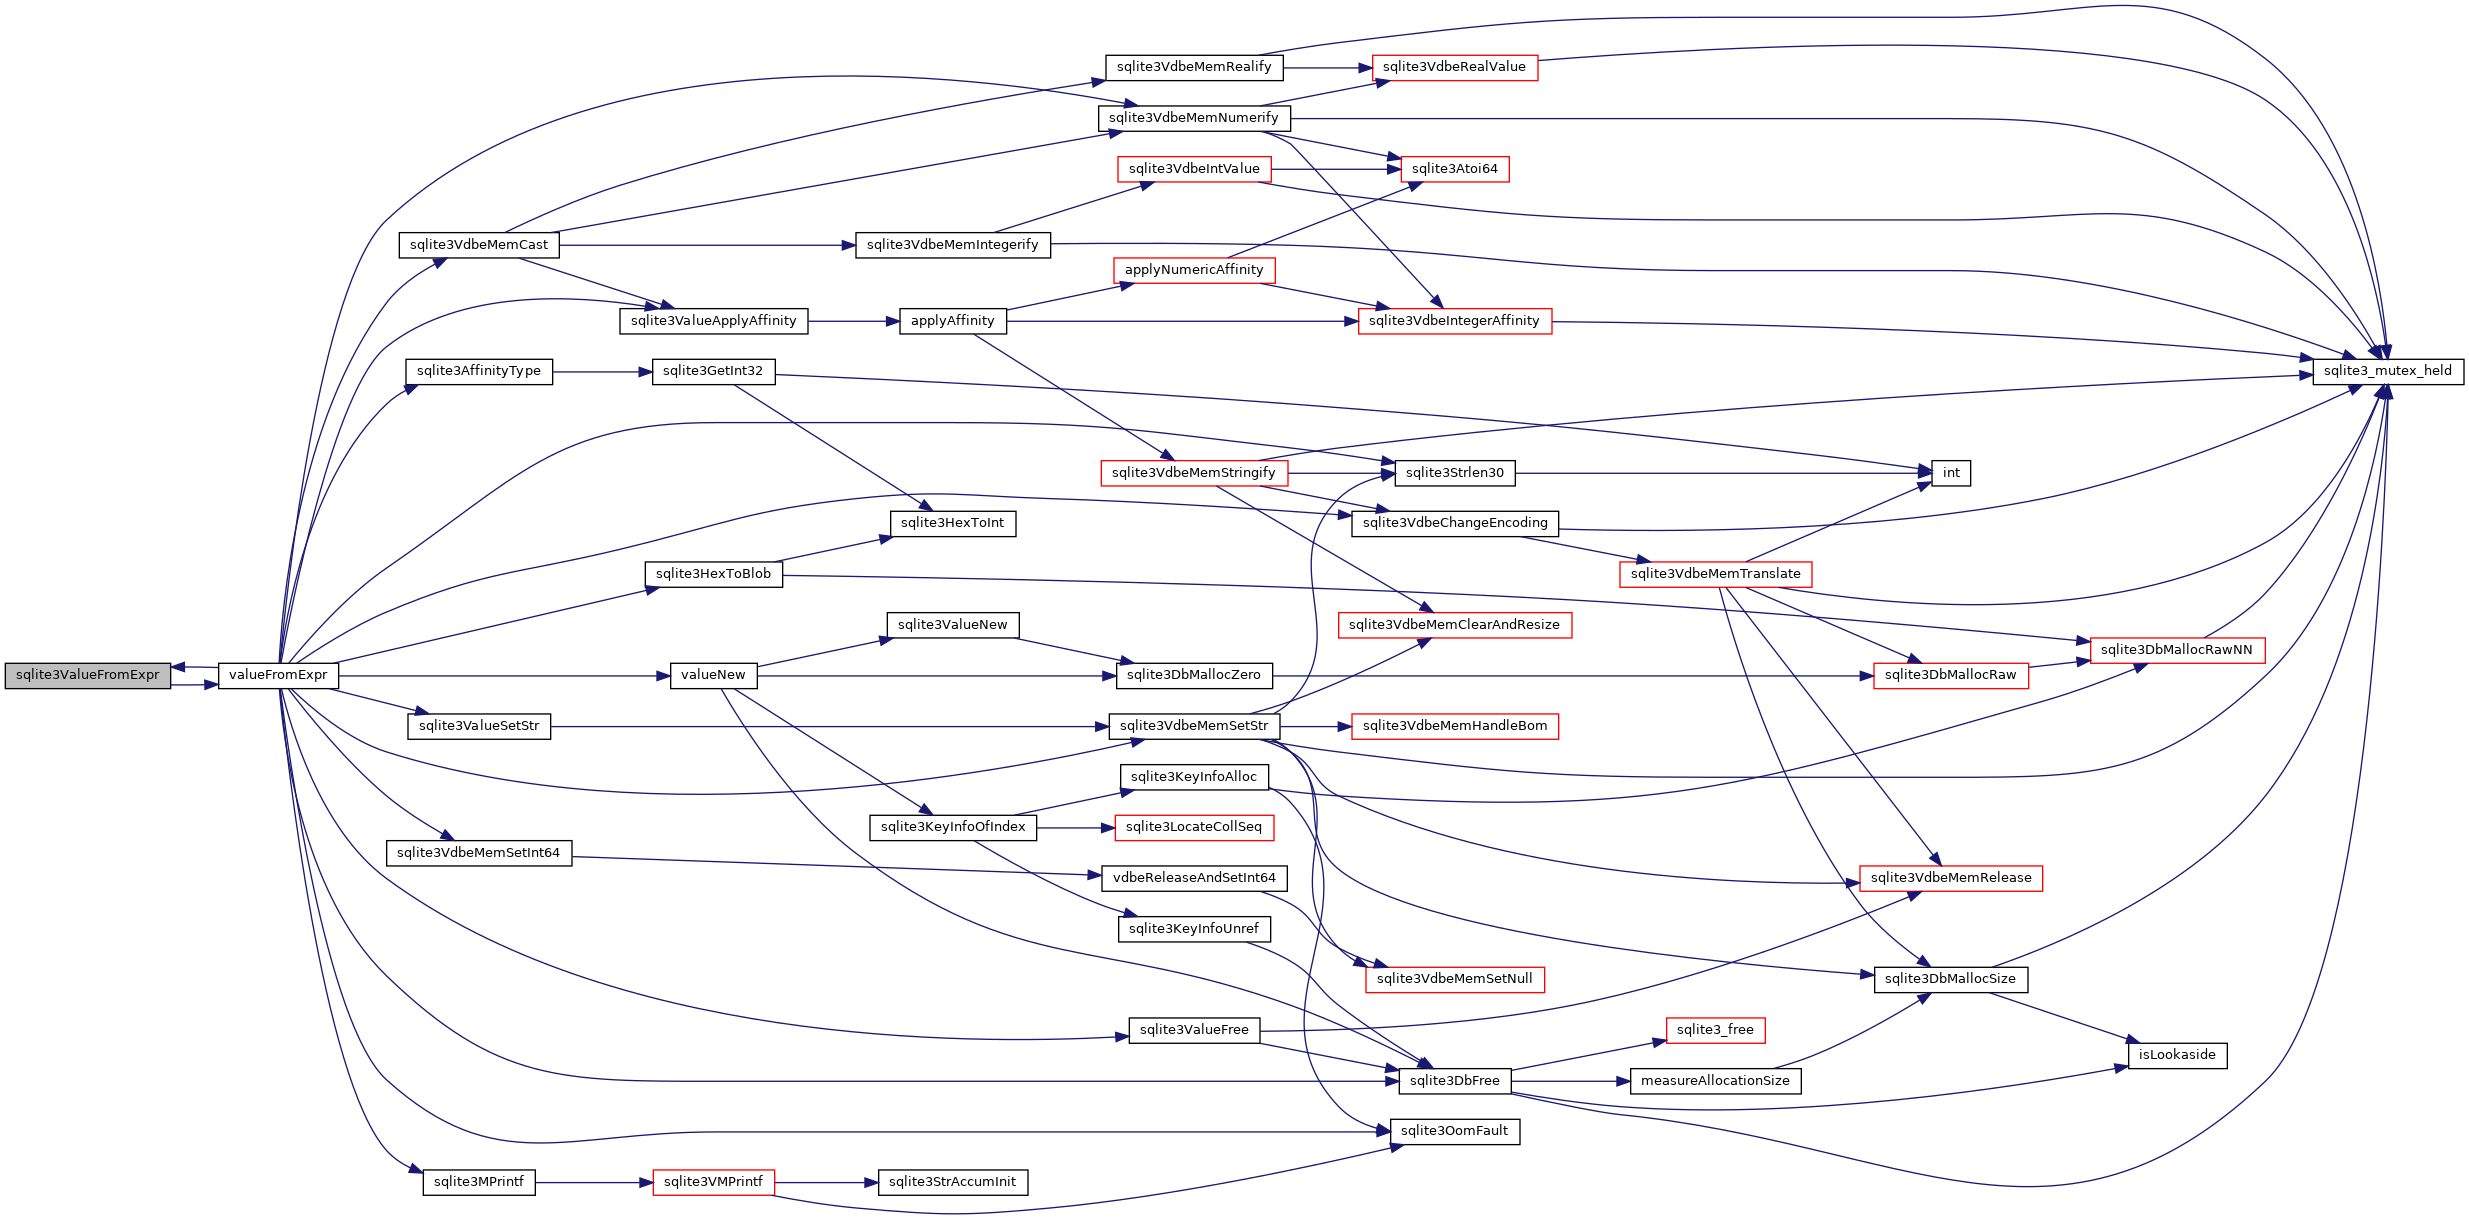 sqlite3VdbeMemRealify
sqlite3VdbeRealValue
sqlite3VdbeMemNumerify
sqlite3VdbeIntValue
sqlite3Atoi64
sqlite3VdbeMemCast
sqlite3VdbeMemIntegerify
applyNumericAffinity
sqlite3ValueApplyAffinity
applyAffinity
sqlite3VdbeIntegerAffinity
sqlite3AffinityType
sqlite3GetInt32
sqlite3_mutex_held
sqlite3VdbeMemStringify
sqlite3Strlen30
int
sqlite3HexToInt
sqlite3VdbeChangeEncoding
sqlite3HexToBlob
sqlite3VdbeMemTranslate
sqlite3ValueNew
sqlite3VdbeMemClearAndResize
sqlite3DbMallocRawNN
sqlite3ValueFromExpr
valueFromExpr
valueNew
sqlite3DbMallocZero
sqlite3DbMallocRaw
sqlite3ValueSetStr
sqlite3VdbeMemSetStr
sqlite3VdbeMemHandleBom
sqlite3KeyInfoAlloc
sqlite3KeyInfoOfIndex
sqlite3LocateCollSeq
sqlite3VdbeMemSetInt64
vdbeReleaseAndSetInt64
sqlite3VdbeMemRelease
sqlite3KeyInfoUnref
sqlite3VdbeMemSetNull
sqlite3DbMallocSize
sqlite3ValueFree
sqlite3_free
isLookaside
sqlite3DbFree
measureAllocationSize
sqlite3OomFault
sqlite3MPrintf
sqlite3VMPrintf
sqlite3StrAccumInit